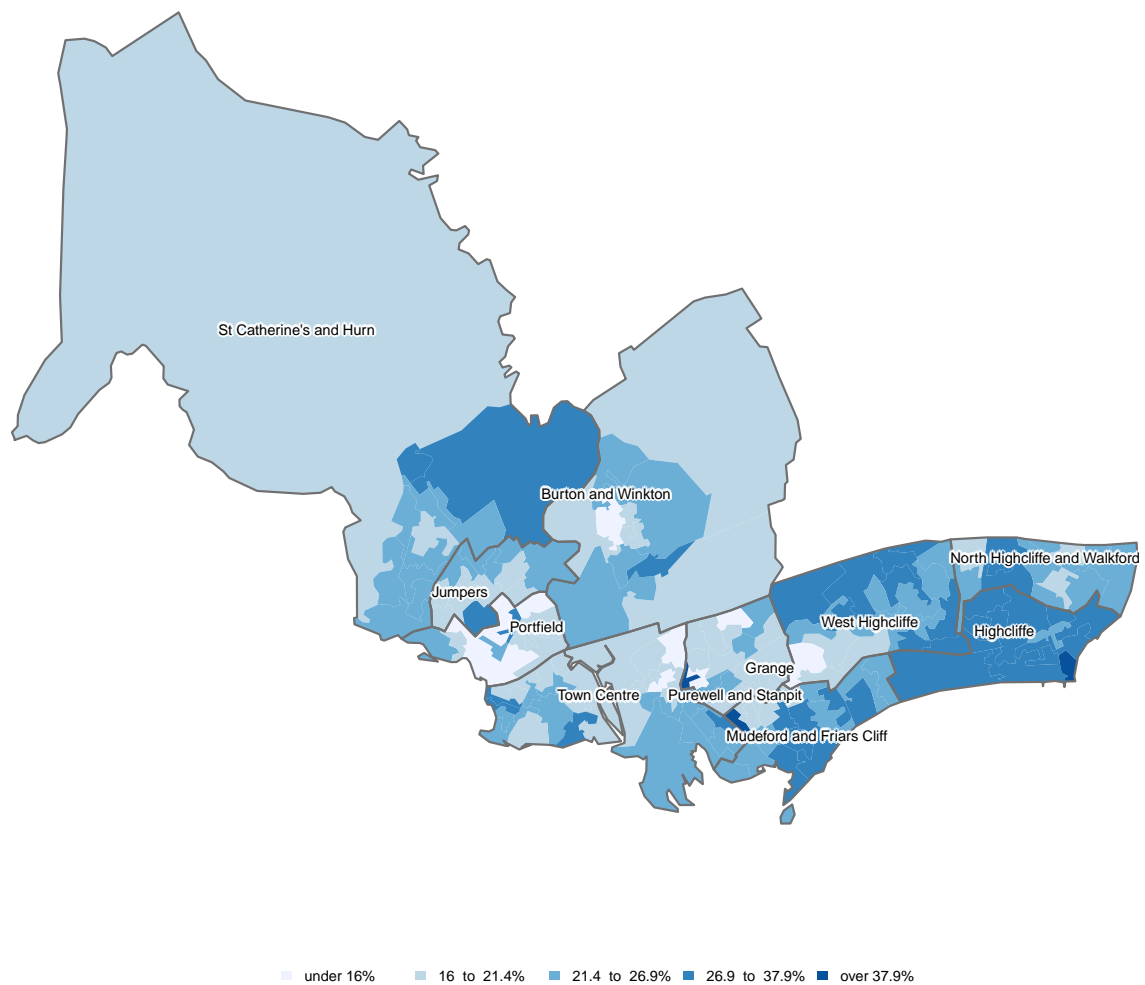 St Catherine's and Hurn
Burton and Winkton
North Highcliffe and Walkford
Jumpers
West Highcliffe
Portfield
Highcliffe
Grange
Town Centre
Purewell and Stanpit
Mudeford and Friars Cliff
under 16%
16 to 21.4%
21.4 to 26.9%
26.9 to 37.9%
over 37.9%